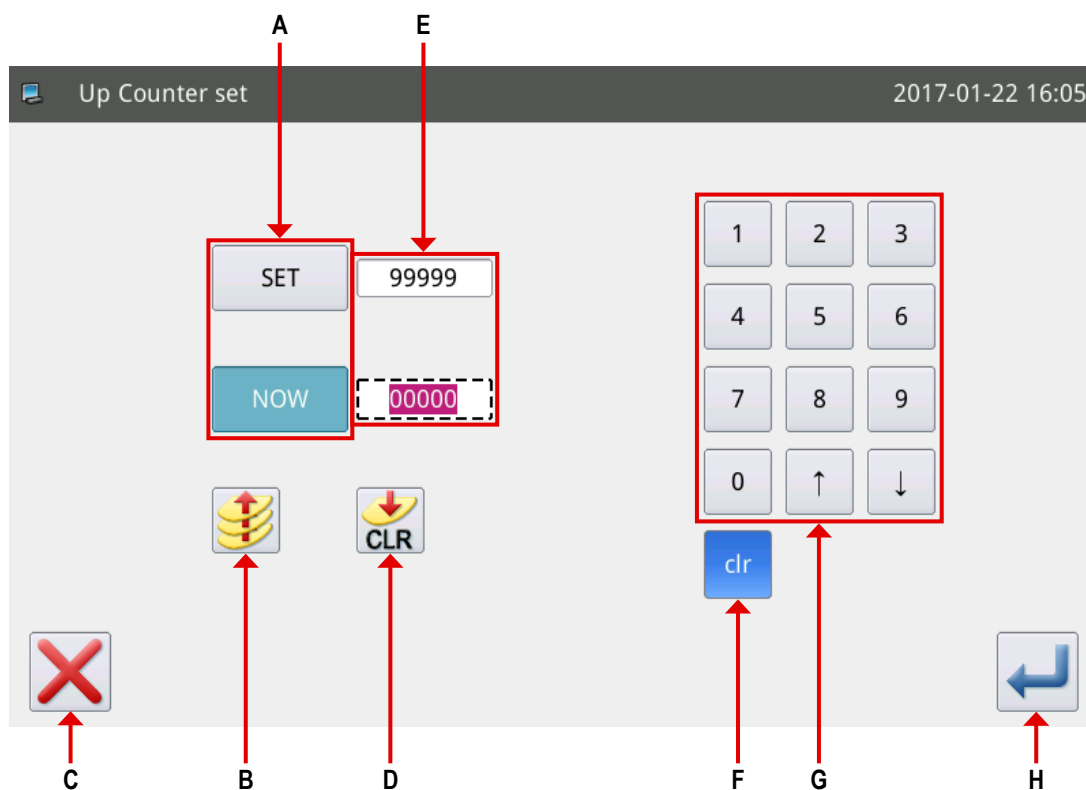 A E
Up Counter set 2017-01-22 16:05
SET 99999
NOW 00000
1 2 3
4 5 6
7 8 9
0 ↑ ↓
CLR
clr
C B D F G H